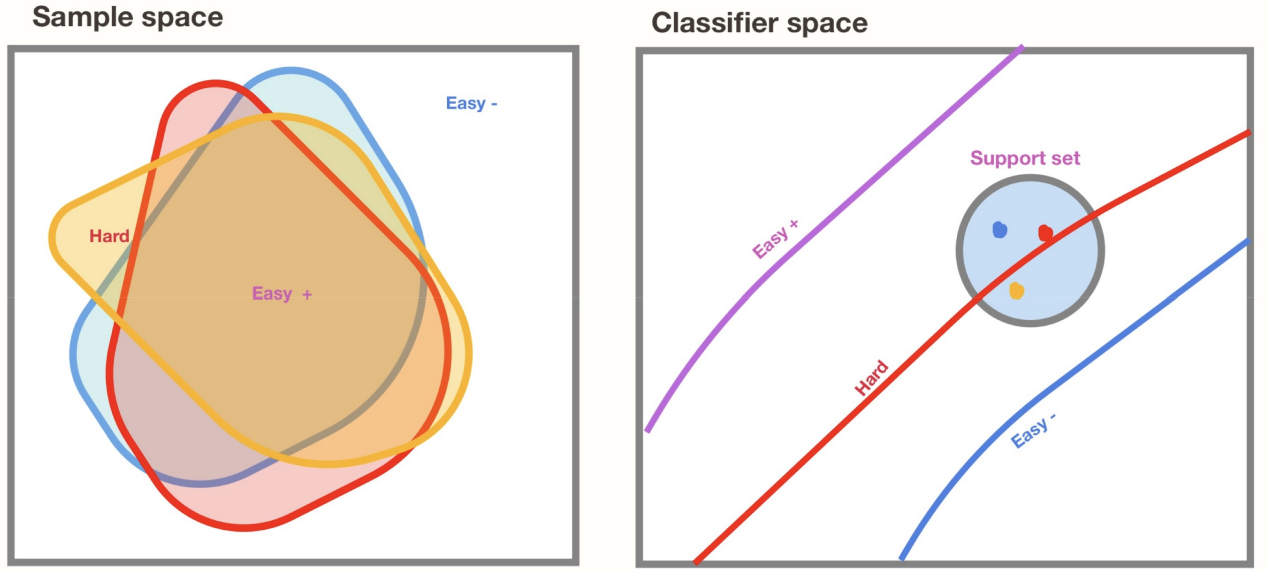 Sample space
Easy -
Hard
Easy +
Classifier space
Support set
Easy +
Hard
Easy -